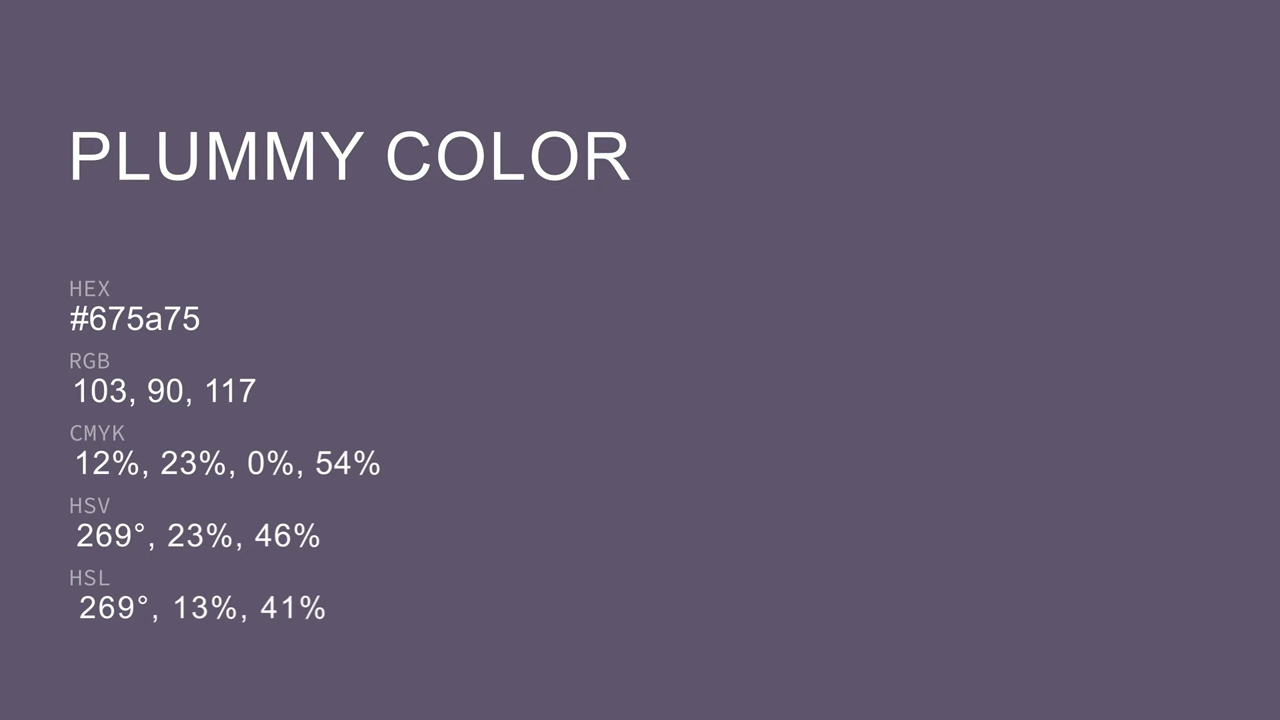 PLUMMY COLOR
HEX
#675a75
RGB
103, 90, 117
CMYK
12%, 23%, 0%, 54%
HSV
269°, 23%, 46%
HSL
269°, 13%, 41%